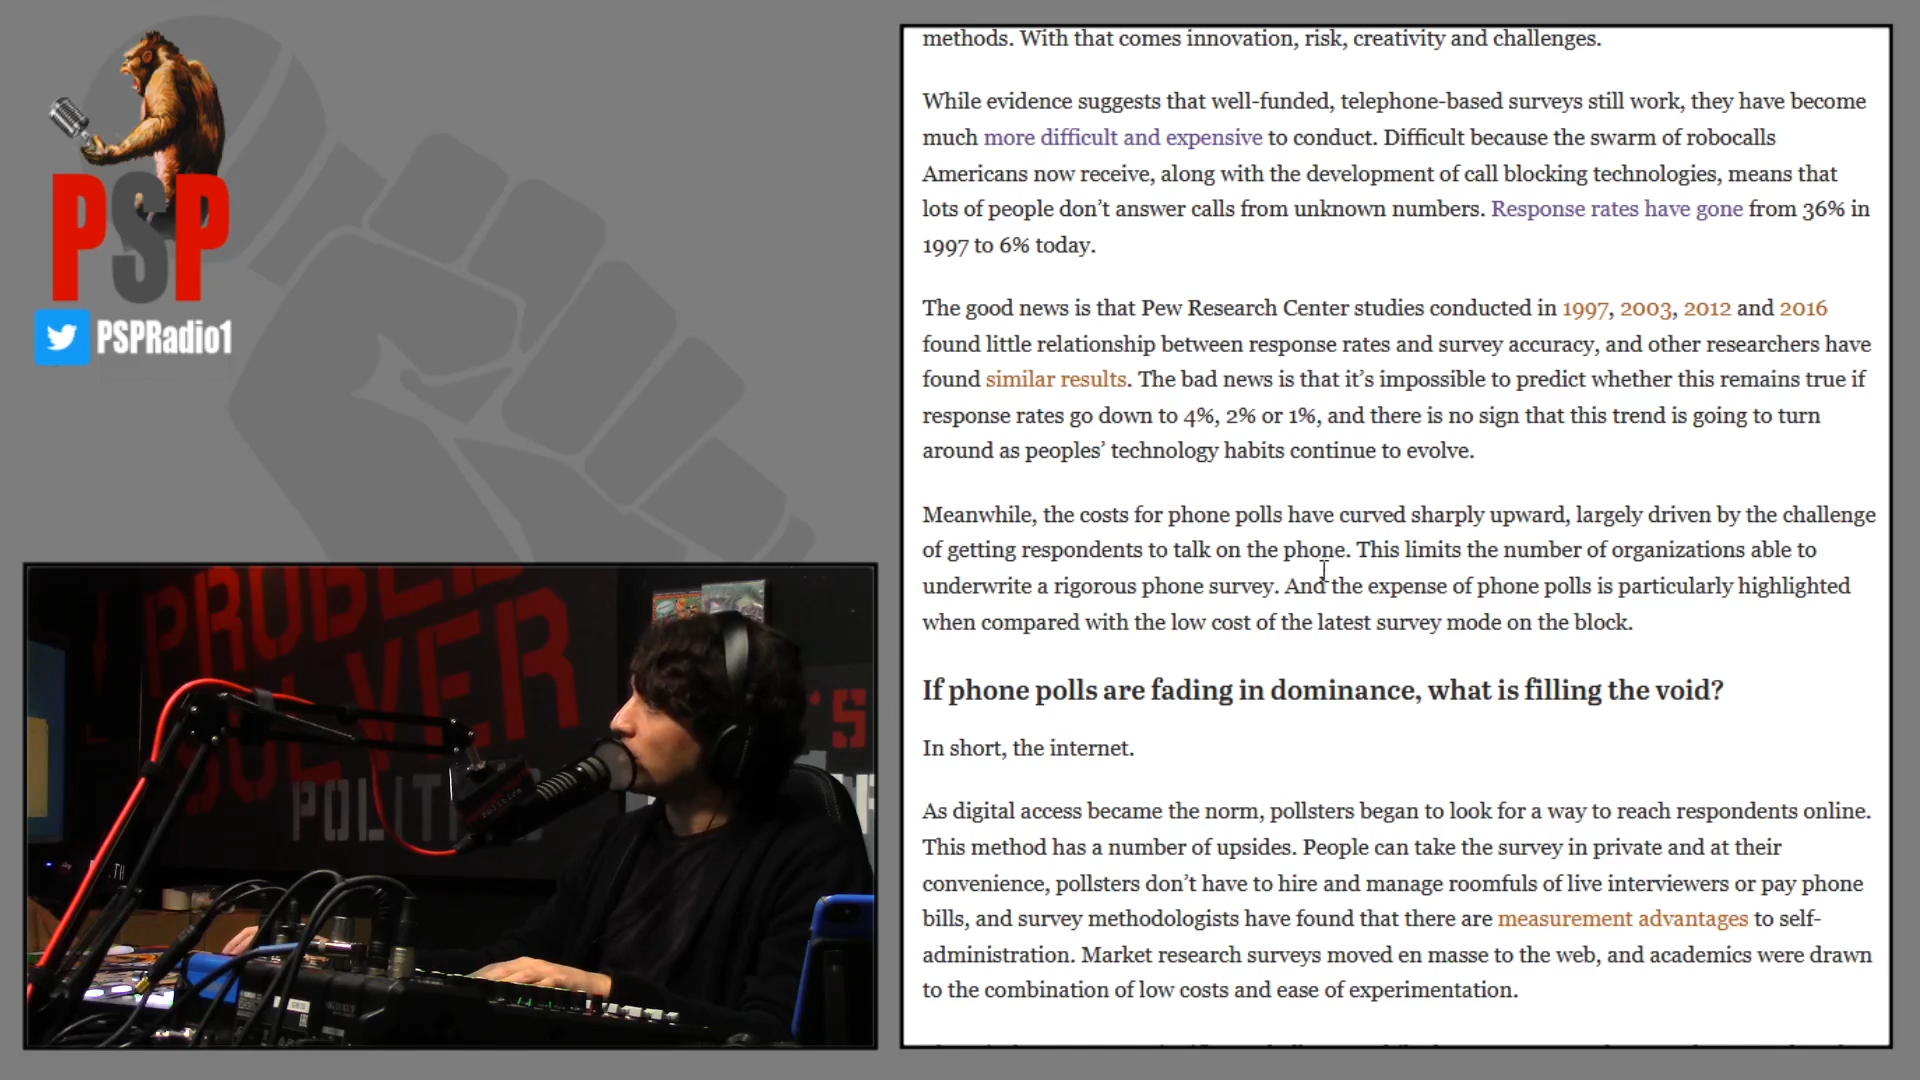 PSP
PSPRadio1
PROBLEM
SOLVER
POLITICS
methods. With that comes innovation, risk, creativity and challenges.
While evidence suggests that well-funded, telephone-based surveys still work, they have become
much more difficult and expensive to conduct. Difficult because the swarm of robocalls
Americans now receive, along with the development of call blocking technologies, means that
lots of people don’t answer calls from unknown numbers. Response rates have gone from 36% in
1997 to 6% today.
The good news is that Pew Research Center studies conducted in 1997, 2003, 2012 and 2016
found little relationship between response rates and survey accuracy, and other researchers have
found similar results. The bad news is that it’s impossible to predict whether this remains true if
response rates go down to 4%, 2% or 1%, and there is no sign that this trend is going to turn
around as peoples’ technology habits continue to evolve.
Meanwhile, the costs for phone polls have curved sharply upward, largely driven by the challenge
of getting respondents to talk on the phone. This limits the number of organizations able to
underwrite a rigorous phone survey. And the expense of phone polls is particularly highlighted
when compared with the low cost of the latest survey mode on the block.
If phone polls are fading in dominance, what is filling the void?
In short, the internet.
As digital access became the norm, pollsters began to look for a way to reach respondents online.
This method has a number of upsides. People can take the survey in private and at their
convenience, pollsters don’t have to hire and manage roomfuls of live interviewers or pay phone
bills, and survey methodologists have found that there are measurement advantages to self-
administration. Market research surveys moved en masse to the web, and academics were drawn
to the combination of low costs and ease of experimentation.